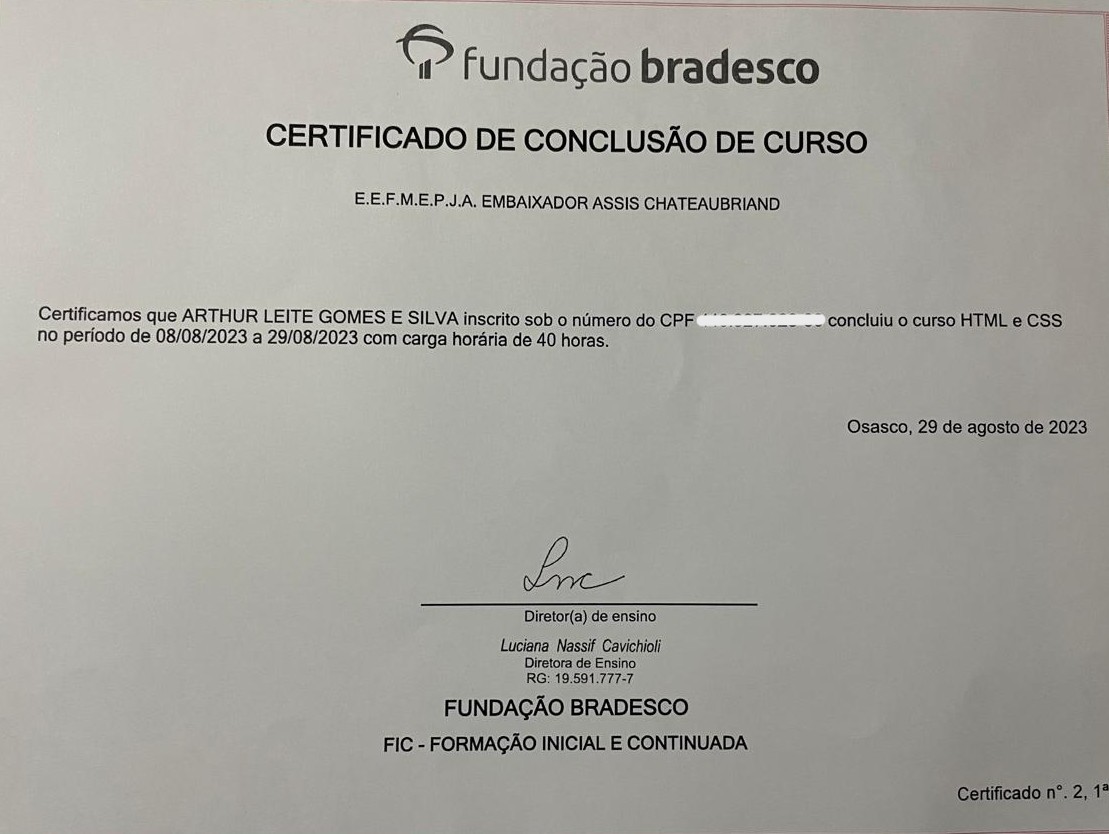 fundação bradesco
CERTIFICADO DE CONCLUSÃO DE CURSO
E.E.F.M.E.P.J.A. EMBAIXADOR ASSIS CHATEAUBRIAND
Certificamos que ARTHUR LEITE GOMES E SILVA inscrito sob o número do CPF concluiu o curso HTML e CSS
no período de 08/08/2023 a 29/08/2023 com carga horária de 40 horas.
Osasco, 29 de agosto de 2023
Diretor(a) de ensino
Luciana Nassif Cavichioli
Diretora de Ensino
RG: 19.591.777-7
FUNDAÇÃO BRADESCO
FIC - FORMAÇÃO INICIAL E CONTINUADA
Certificado n°. 2, 1ª